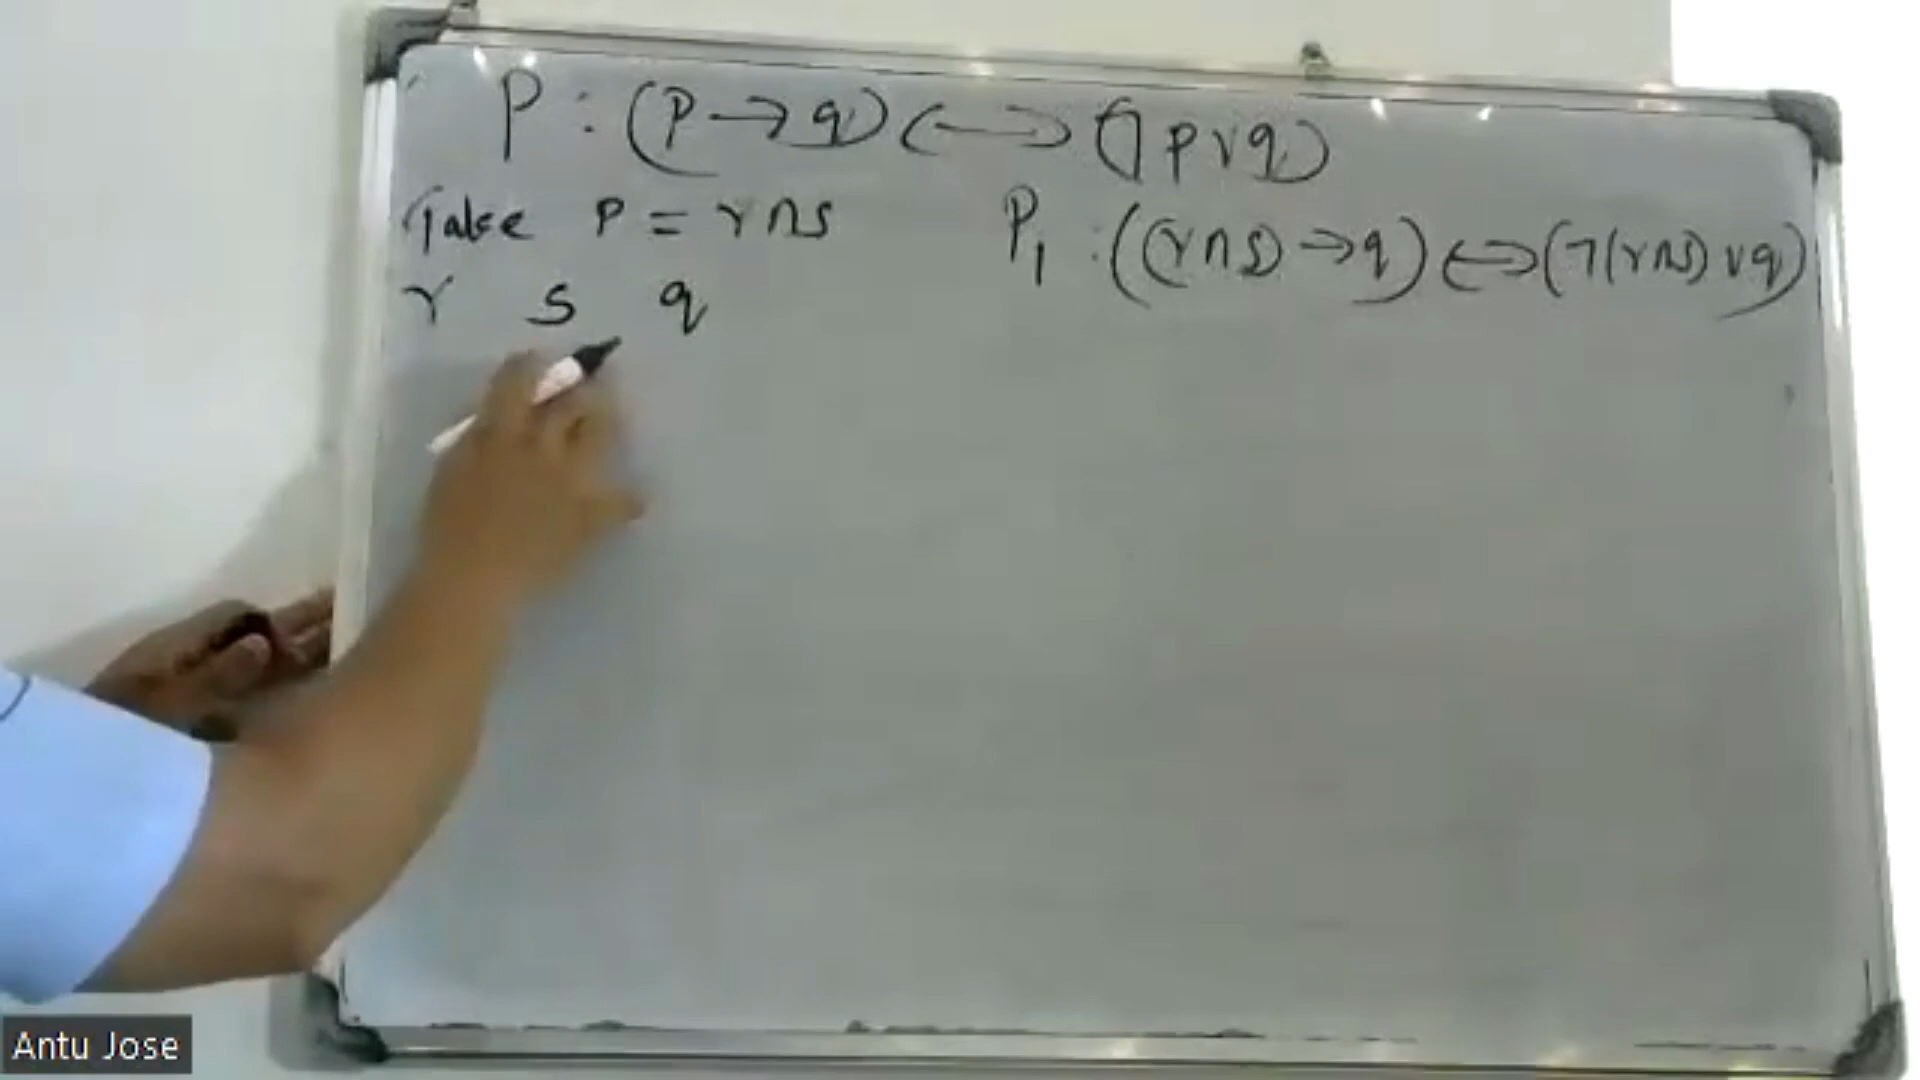 P : (p → q) ⟷ (¬p ∨ q)
Take p = r ∧ s
P₁ : ((r ∧ s) → q) ⟷ (¬(r ∧ s) ∨ q)
r s q
Antu Jose